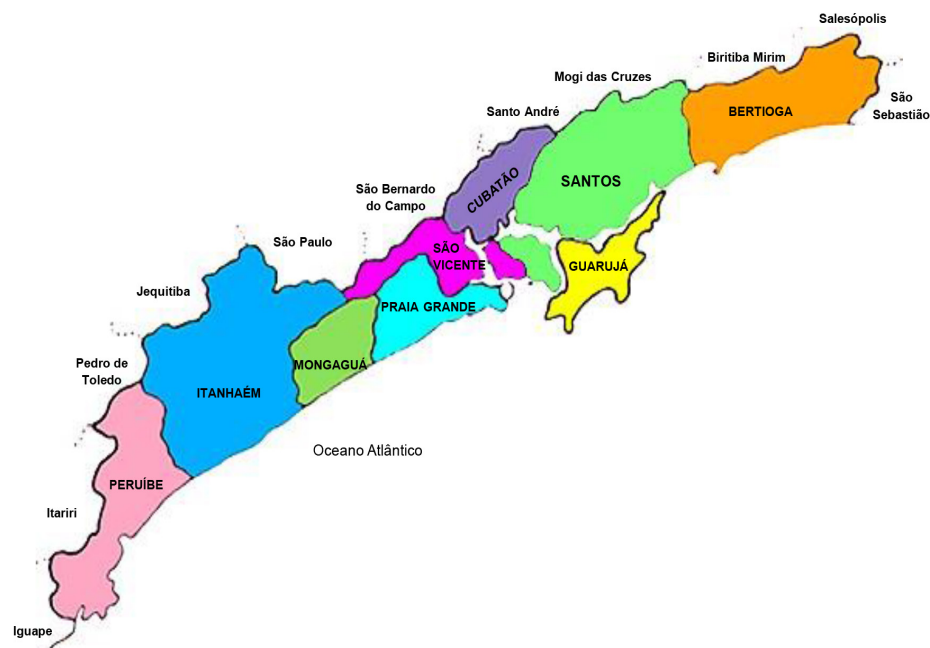 Salesópolis
Biritiba Mirim
Mogi das Cruzes
São
Sebastião
BERTIOGA
Santo André
CUBATÃO
SANTOS
São Bernardo
do Campo
São Paulo
SÃO
VICENTE
GUARUJÁ
Jequitiba
PRAIA GRANDE
Pedro de
Toledo
MONGAGUÁ
ITANHAÉM
Oceano Atlântico
PERUÍBE
Itariri
Iguape